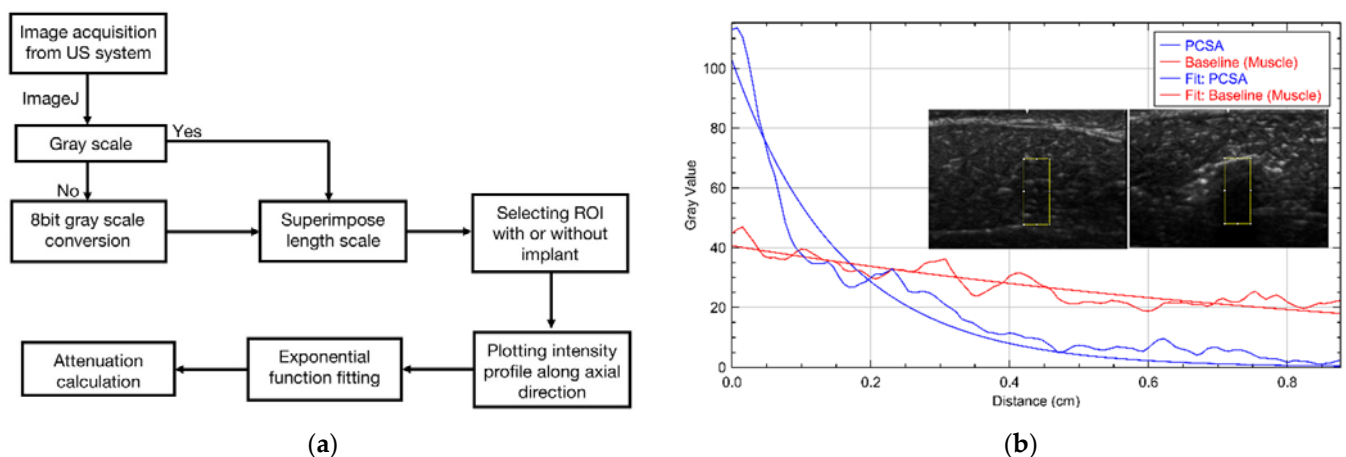 Image acquisition
from US system
ImageJ
Gray scale
Yes
No
8bit gray scale
conversion
Superimpose
length scale
Selecting ROI
with or without
implant
Plotting intensity
profile along axial
direction
Exponential
function fitting
Attenuation
calculation
(a)
PCSA
Baseline (Muscle)
Fit: PCSA
Fit: Baseline (Muscle)
Gray Value
100
80
60
40
20
0
0.0 0.2 0.4 0.6 0.8
Distance (cm)
(b)